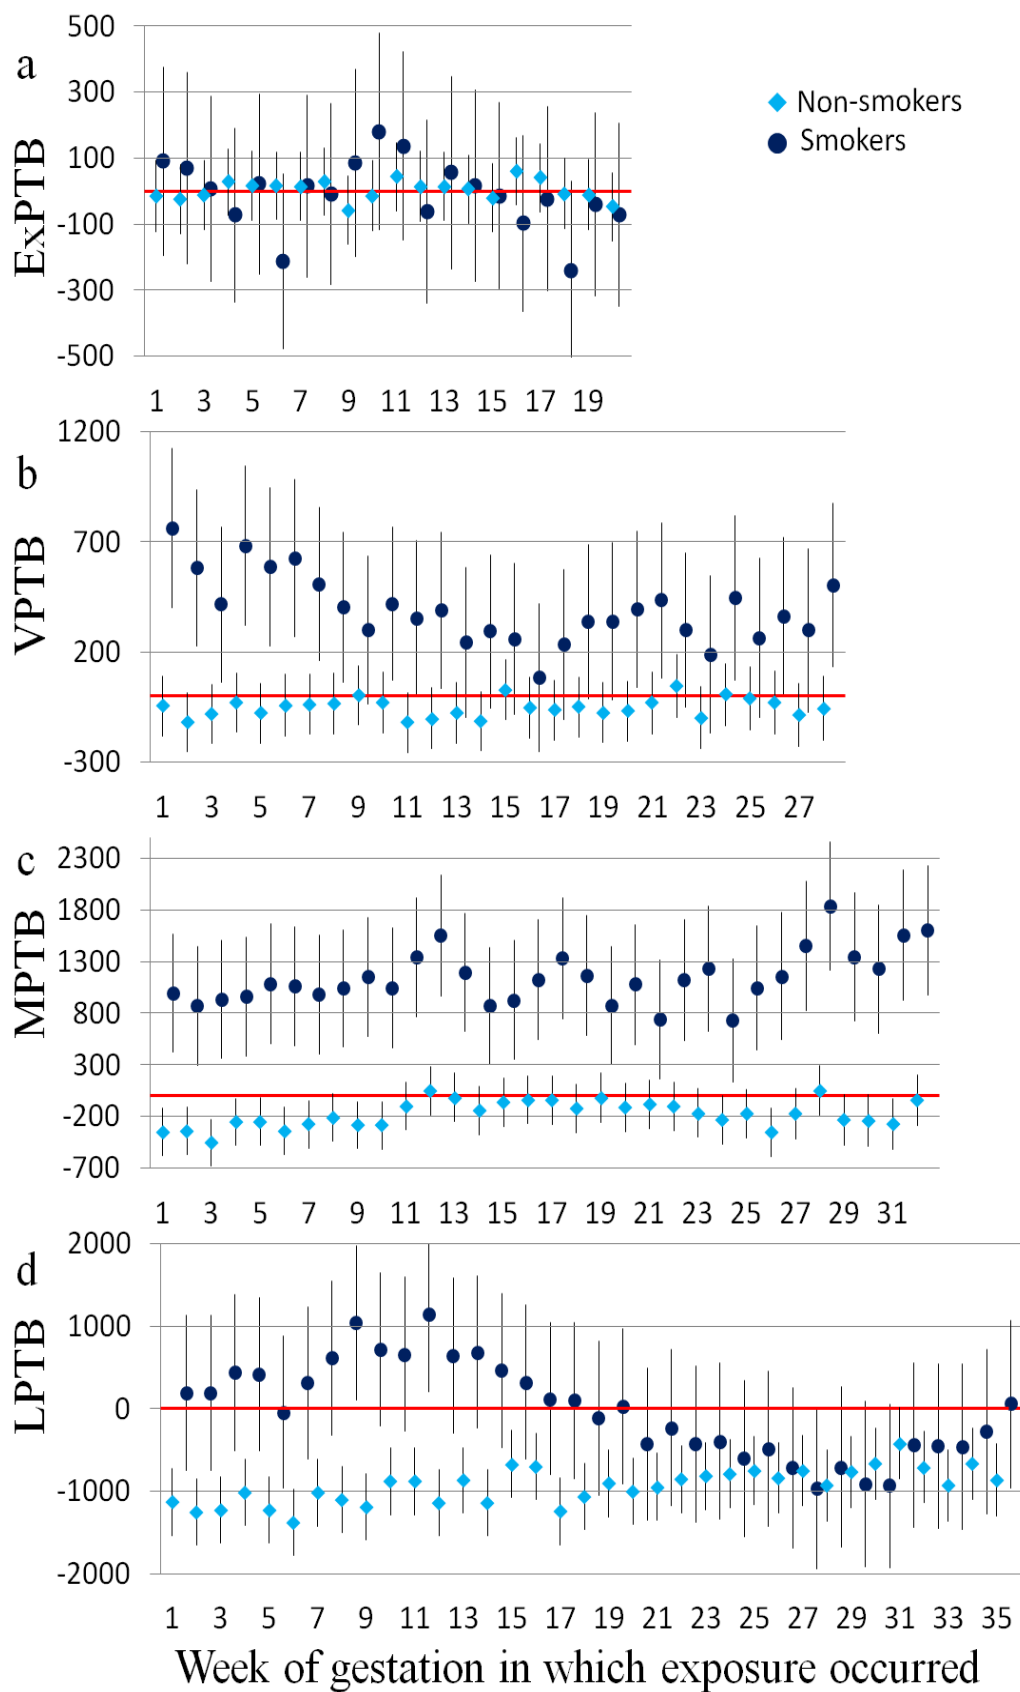 a
ExPTB
500
300
100
-100
-300
-500
Non-smokers
Smokers
1 3 5 7 9 11 13 15 17 19
b
VPTB
1200
700
200
-300
1 3 5 7 9 11 13 15 17 19 21 23 25 27
c
MPTB
2300
1800
1300
800
300
-200
-700
1 3 5 7 9 11 13 15 17 19 21 23 25 27 29 31
d
LPTB
2000
1000
0
-1000
-2000
1 3 5 7 9 11 13 15 17 19 21 23 25 27 29 31 33 35
Week of gestation in which exposure occurred